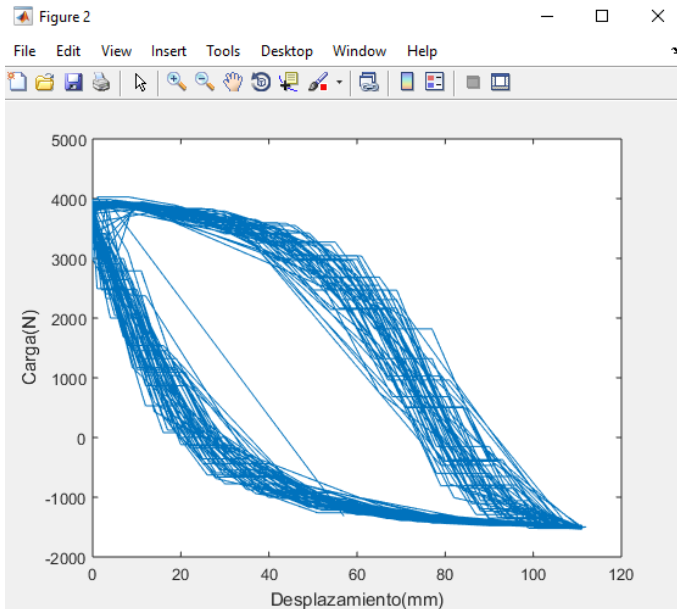 Figure 2
File Edit View Insert Tools Desktop Window Help
5000
4000
3000
2000
1000
0
-1000
-2000
0 20 40 60 80 100 120
Carga(N)
Desplazamiento(mm)